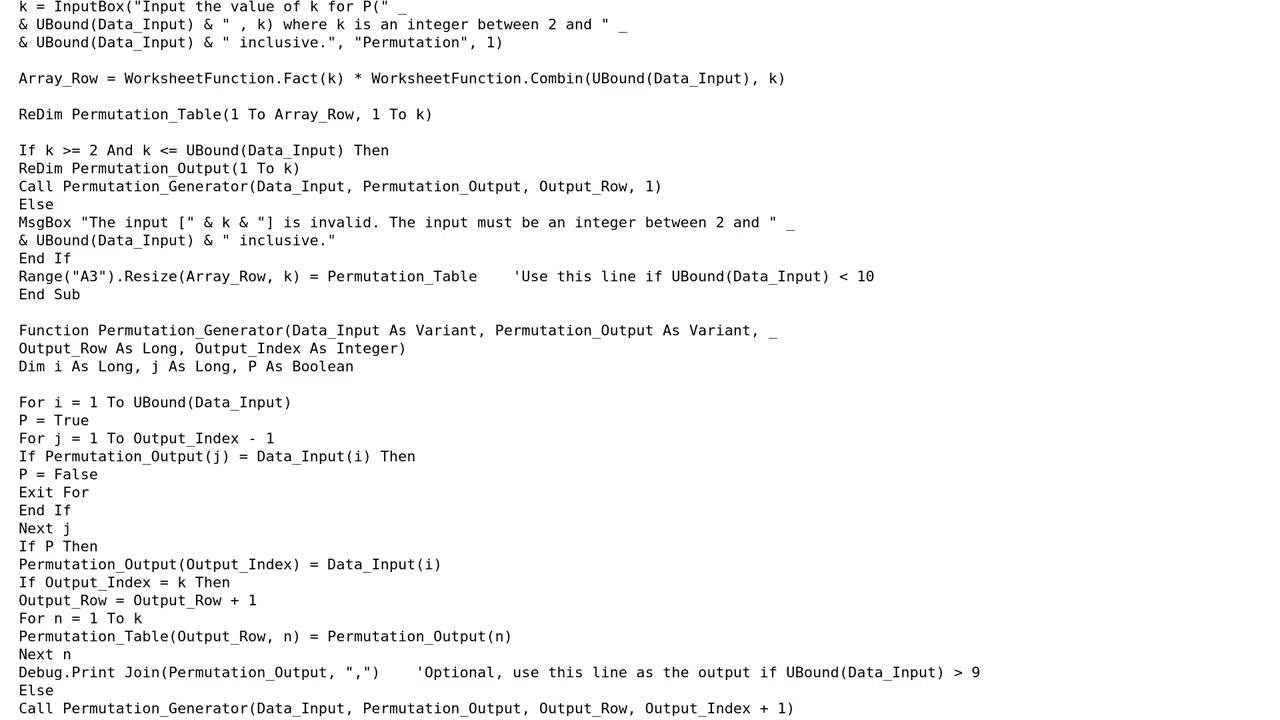 k = InputBox("Input the value of k for P(" _
& UBound(Data_Input) & " , k) where k is an integer between 2 and " _
& UBound(Data_Input) & " inclusive.", "Permutation", 1)
Array_Row = WorksheetFunction.Fact(k) * WorksheetFunction.Combin(UBound(Data_Input), k)
ReDim Permutation_Table(1 To Array_Row, 1 To k)
If k >= 2 And k <= UBound(Data_Input) Then
ReDim Permutation_Output(1 To k)
Call Permutation_Generator(Data_Input, Permutation_Output, Output_Row, 1)
Else
MsgBox "The input [" & k & "] is invalid. The input must be an integer between 2 and " _
& UBound(Data_Input) & " inclusive."
End If
Range("A3").Resize(Array_Row, k) = Permutation_Table    'Use this line if UBound(Data_Input) < 10
End Sub
Function Permutation_Generator(Data_Input As Variant, Permutation_Output As Variant, _
Output_Row As Long, Output_Index As Integer)
Dim i As Long, j As Long, P As Boolean
For i = 1 To UBound(Data_Input)
P = True
For j = 1 To Output_Index - 1
If Permutation_Output(j) = Data_Input(i) Then
P = False
Exit For
End If
Next j
If P Then
Permutation_Output(Output_Index) = Data_Input(i)
If Output_Index = k Then
Output_Row = Output_Row + 1
For n = 1 To k
Permutation_Table(Output_Row, n) = Permutation_Output(n)
Next n
Debug.Print Join(Permutation_Output, ",")    'Optional, use this line as the output if UBound(Data_Input) > 9
Else
Call Permutation_Generator(Data_Input, Permutation_Output, Output_Row, Output_Index + 1)